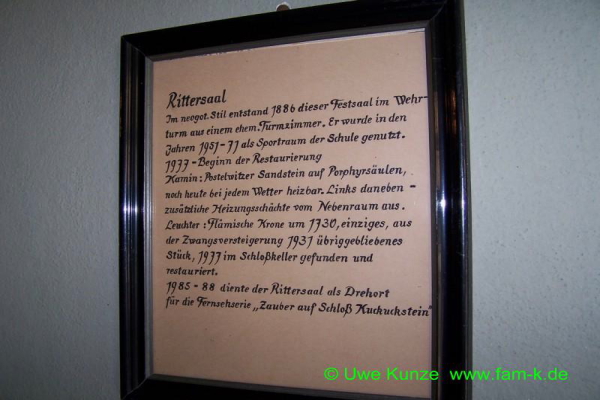 Rittersaal
Im neogot. Stil entstand 1886 dieser Festsaal im Wehr-
turm aus einem ehem. Turmzimmer. Er wurde in den
Jahren 1951-77 als Sportraum der Schule genutzt.
1977 - Beginn der Restaurierung
Kamin: Postelwitzer Sandstein auf Porphyrsäulen,
noch heute bei jedem Wetter heizbar. Links daneben -
zusätzliche Heizungsschächte vom Nebenraum aus.
Leuchter: Flämische Krone um 1730, einziges, aus
der Zwangsversteigerung 1931 übriggebliebenes
Stück, 1977 im Schloßkeller gefunden und
restauriert.
1985 - 88 diente der Rittersaal als Drehort
für die Fernsehserie „Zauber auf Schloß Kuckuckstein"
© Uwe Kunze www.fam-k.de